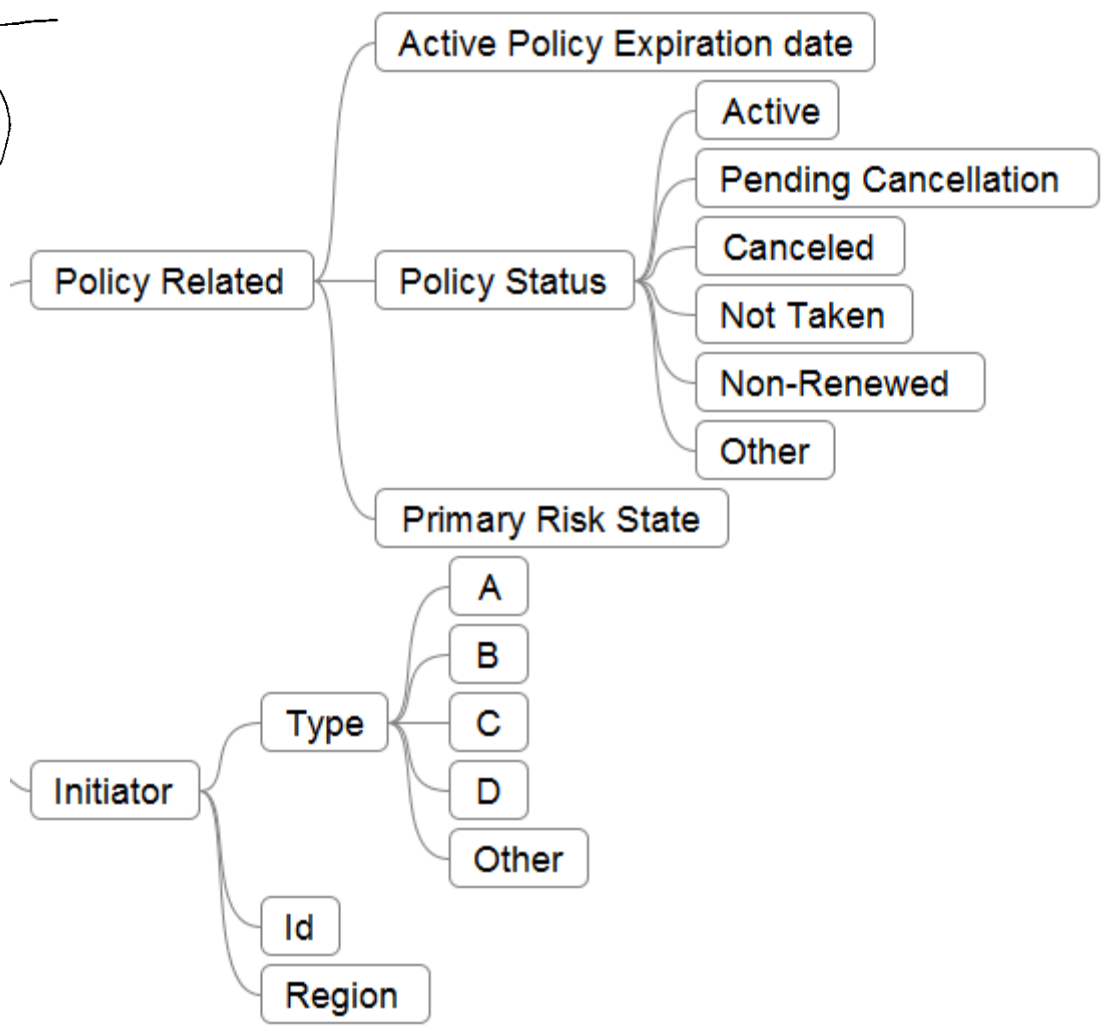 Active Policy Expiration date
Active
Pending Cancellation
Canceled
Policy Related
Policy Status
Not Taken
Non-Renewed
Other
Primary Risk State
A
B
Type
C
Initiator
D
Other
Id
Region